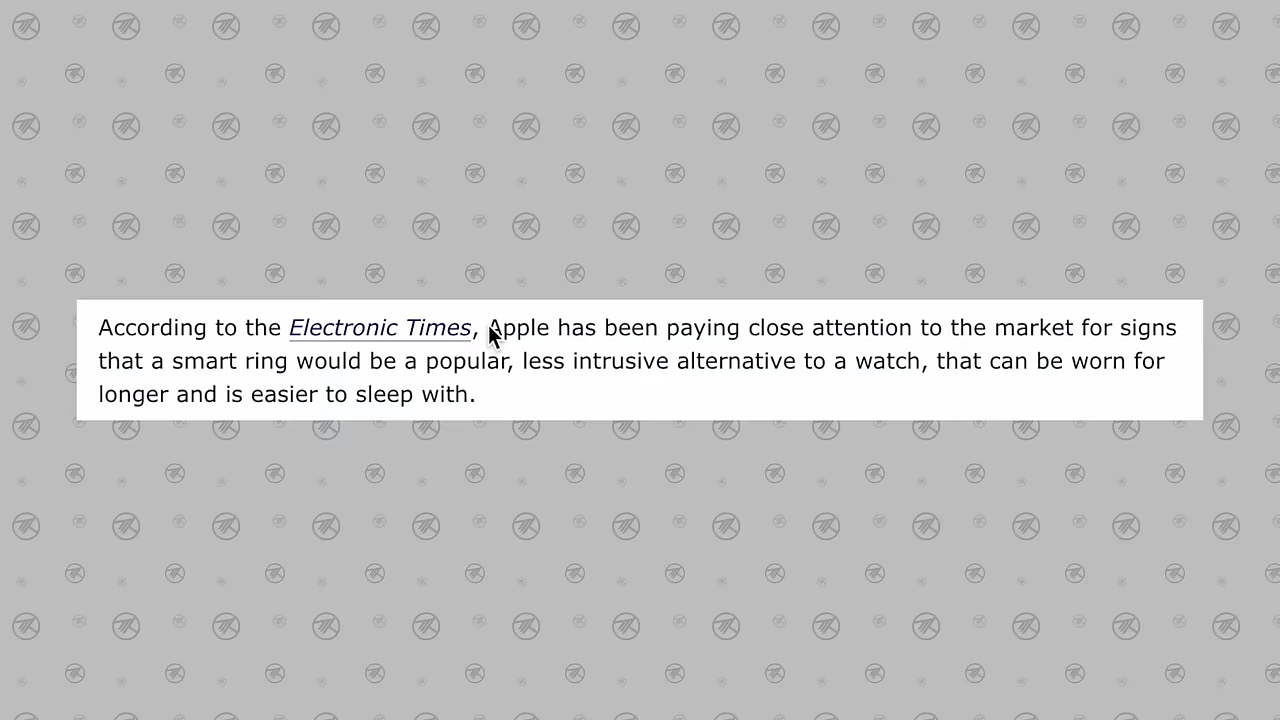 According to the Electronic Times, Apple has been paying close attention to the market for signs
that a smart ring would be a popular, less intrusive alternative to a watch, that can be worn for
longer and is easier to sleep with.